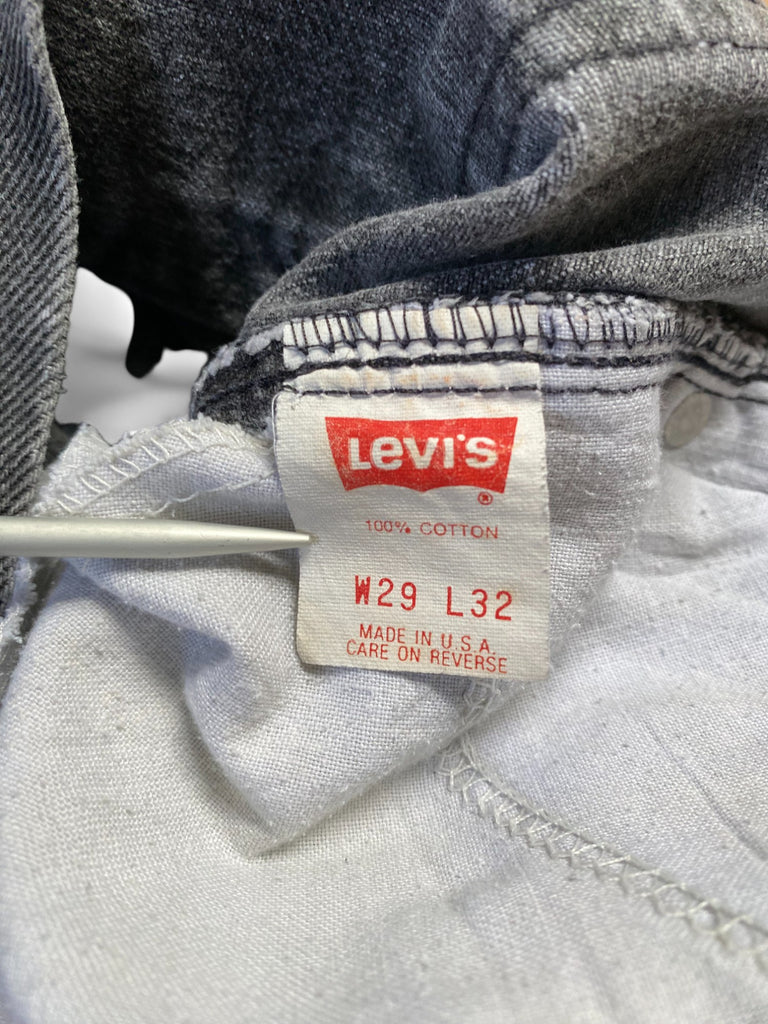 Levi's
®
100% COTTON
W29 L32
MADE IN U.S.A.
CARE ON REVERSE